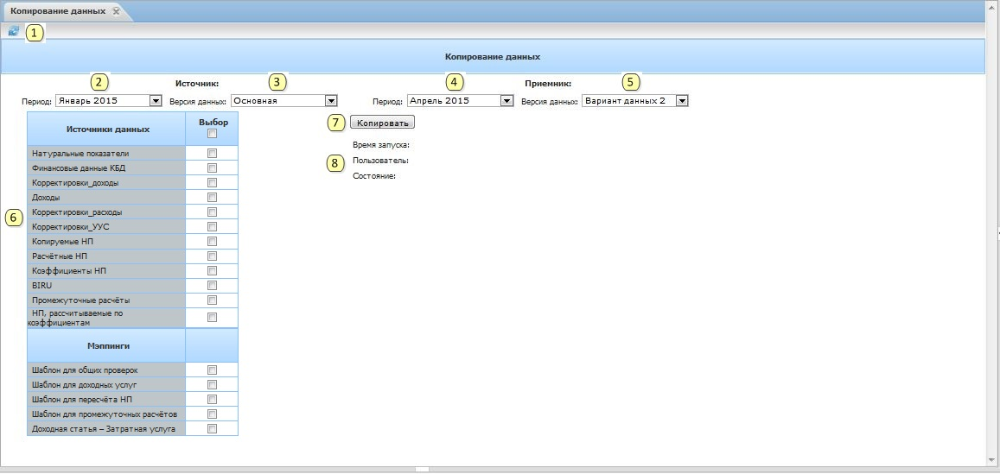 Копирование данных
1
Копирование данных
2 Источник: 3 4 Приемник: 5
Период: Январь 2015 Версия данных: Основная Период: Апрель 2015 Версия данных: Вариант данных 2
Источники данных Выбор
7 Копировать
Время запуска:
8 Пользователь:
Состояние:
Натуральные показатели
Финансовые данные КБД
Корректировки_доходы
Доходы
6 Корректировки_расходы
Корректировки_УУС
Копируемые НП
Расчётные НП
Коэффициенты НП
BIRU
Промежуточные расчёты
НП, рассчитываемые по
коэффициентам
Мэппинги
Шаблон для общих проверок
Шаблон для доходных услуг
Шаблон для пересчёта НП
Шаблон для промежуточных расчётов
Доходная статья – Затратная услуга